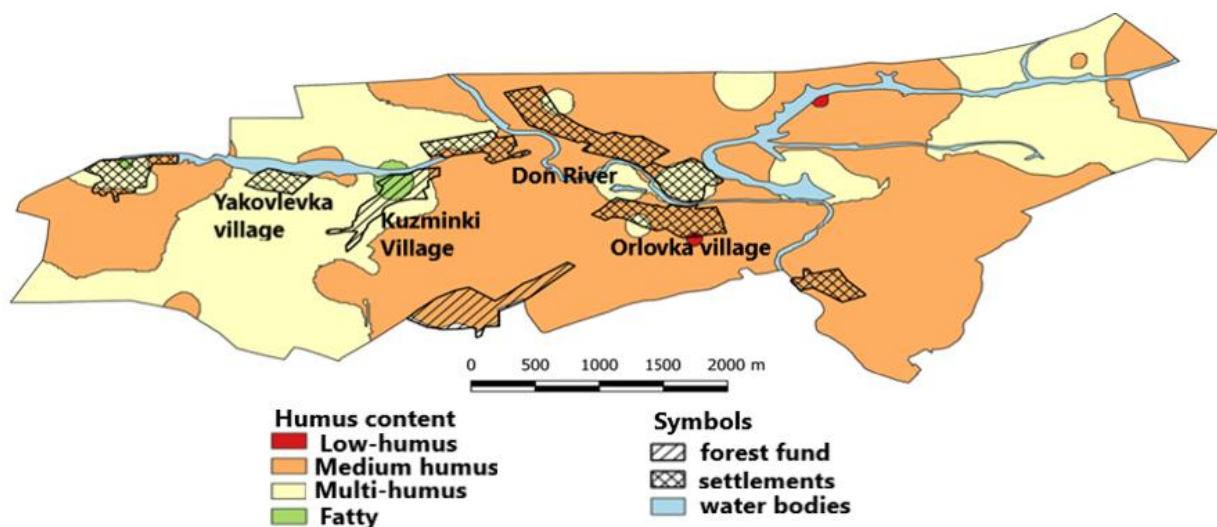 Yakovlevka
village
Kuzminki
Village
Don River
Orlovka village
0 500 1000 1500 2000 m
Humus content
Low-humus
Medium humus
Multi-humus
Fatty
Symbols
forest fund
settlements
water bodies